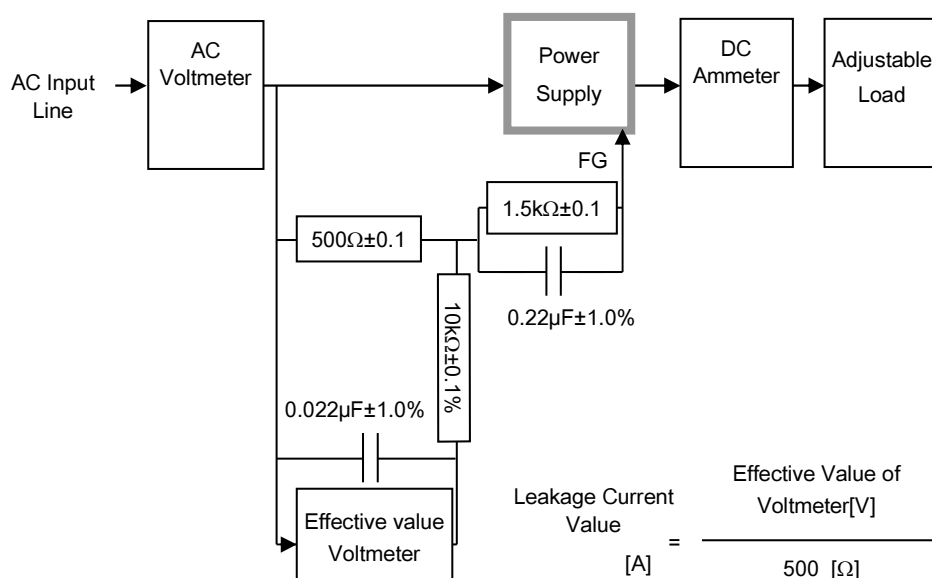 AC Input
Line
AC
Voltmeter
Power
Supply
DC
Ammeter
Adjustable
Load
FG
1.5kΩ±0.1
500Ω±0.1
0.22µF±1.0%
10kΩ±0.1%
0.022µF±1.0%
Effective value
Voltmeter
Leakage Current
Value
[A]
=
Effective Value of
Voltmeter[V]
500 [Ω]